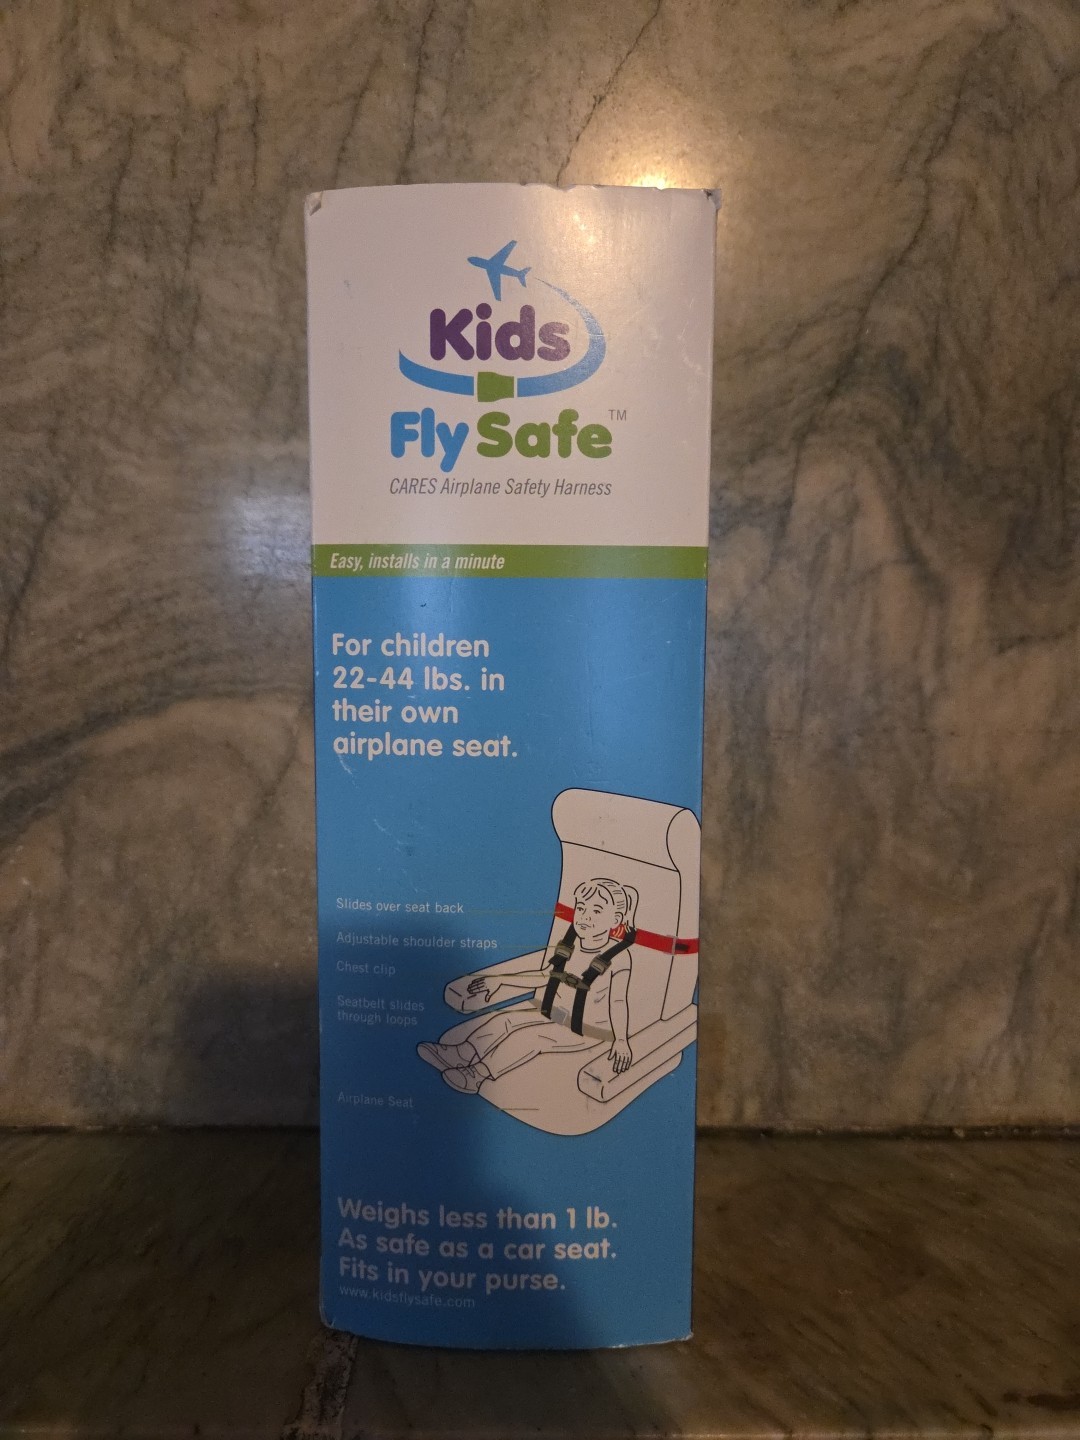 Kids
Fly Safe™
CARES Airplane Safety Harness
Easy, installs in a minute
For children
22-44 lbs. in
their own
airplane seat.
Slides over seat back
Adjustable shoulder straps
Chest clip
Seatbelt slides
through loops
Airplane Seat
Weighs less than 1 lb.
As safe as a car seat.
Fits in your purse.
www.kidsflysafe.com